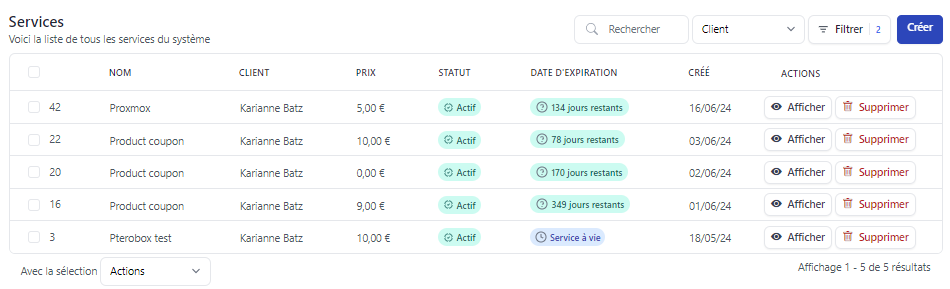 Services
Voici la liste de tous les services du système
Rechercher Client Filtrer 2 Créer
NOM CLIENT PRIX STATUT DATE D'EXPIRATION CRÉÉ ACTIONS
42 Proxmox Karianne Batz 5,00 € Actif 134 jours restants 16/06/24 Afficher Supprimer
22 Product coupon Karianne Batz 10,00 € Actif 78 jours restants 03/06/24 Afficher Supprimer
20 Product coupon Karianne Batz 0,00 € Actif 170 jours restants 02/06/24 Afficher Supprimer
16 Product coupon Karianne Batz 9,00 € Actif 349 jours restants 01/06/24 Afficher Supprimer
3 Pterobox test Karianne Batz 10,00 € Actif Service à vie 18/05/24 Afficher Supprimer
Avec la sélection Actions Affichage 1 - 5 de 5 résultats